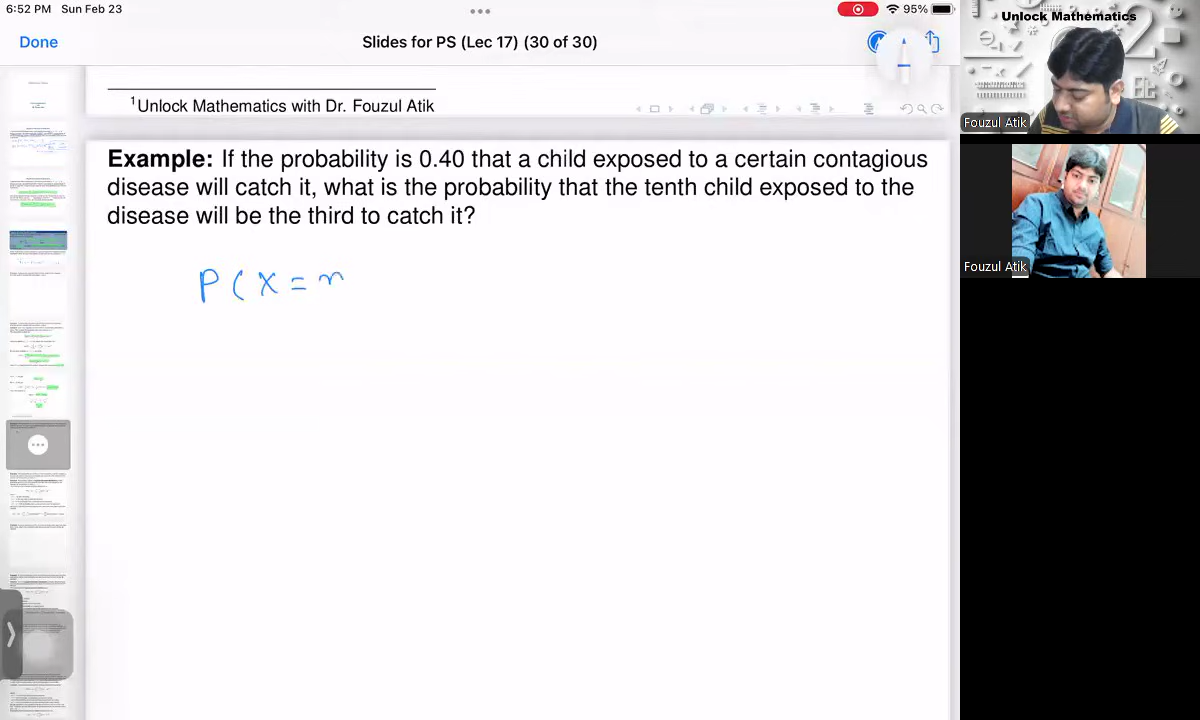 6:52 PM Sun Feb 23
95%
Done
Slides for PS (Lec 17) (30 of 30)
1Unlock Mathematics with Dr. Fouzul Atik
Example: If the probability is 0.40 that a child exposed to a certain contagious
disease will catch it, what is the probability that the tenth child exposed to the
disease will be the third to catch it?
P(X=n
Unlock Mathematics
Fouzul Atik
Fouzul Atik